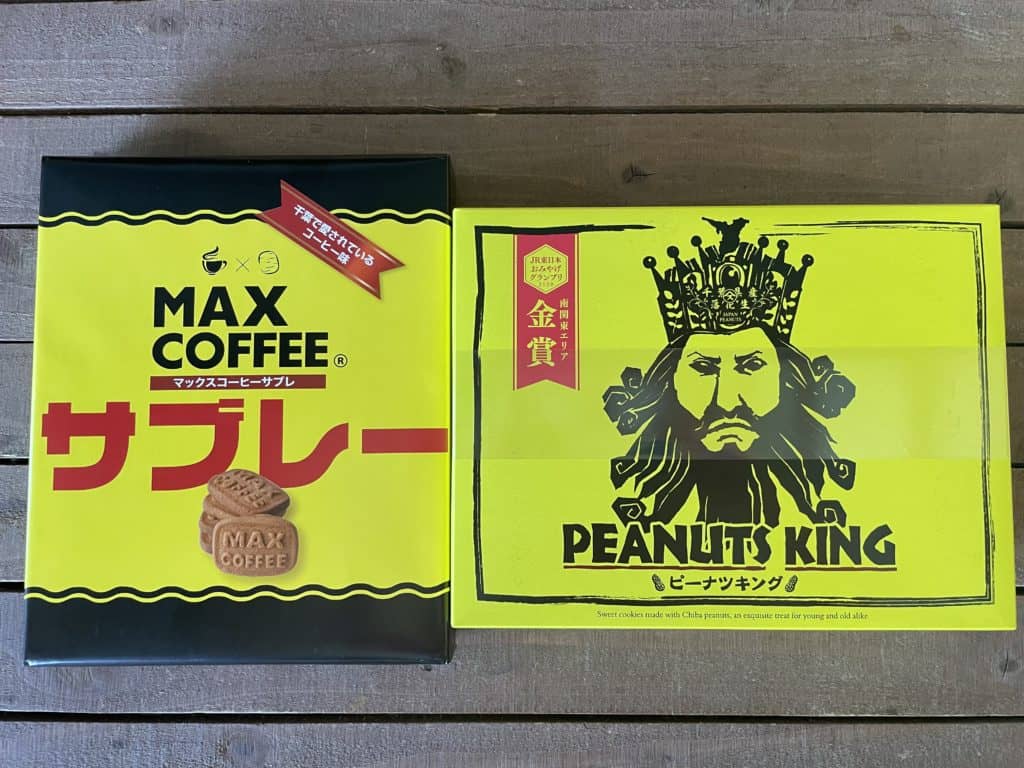 千葉で愛されている
コーヒー味
MAX
COFFEE®
マックスコーヒーサブレ
サブレー
MAX
COFFEE
JR東日本
おみやげ
グランプリ
南関東エリア
金賞
JAPAN
PEANUTS
PEANUTS KING
ピーナツキング
Sweet cookies made with Chiba peanuts, an exquisite treat for young and old alike